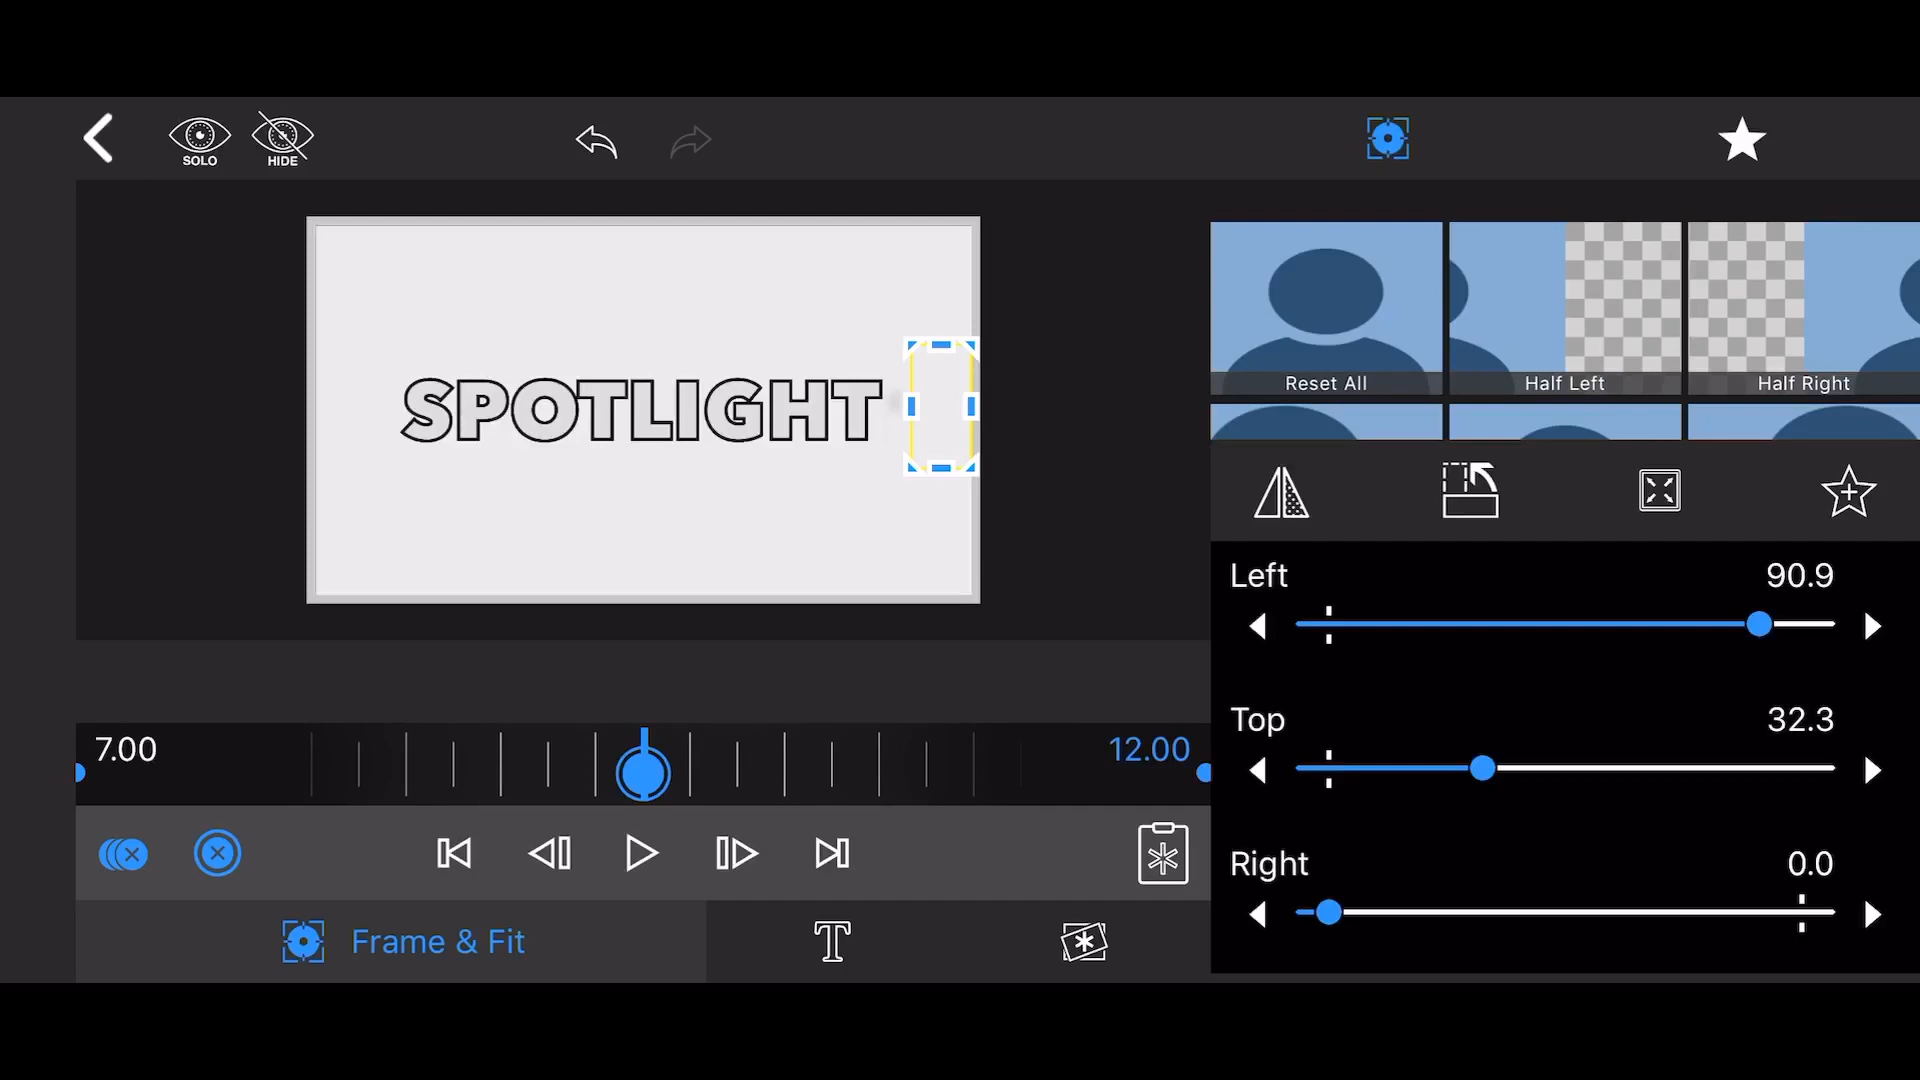 SOLO
HIDE
SPOTLIGHT
Reset All
Half Left
Half Right
Left
90.9
Top
32.3
Right
0.0
7.00
12.00
Frame & Fit
T